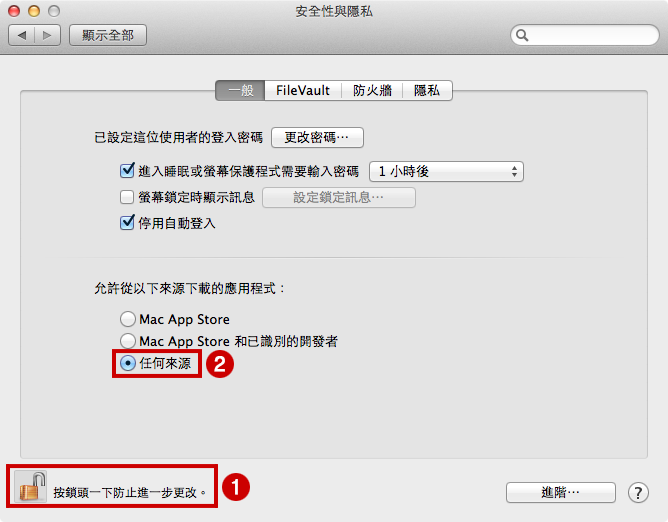 安全性與隱私
顯示全部
一般 FileVault 防火牆 隱私
已設定這位使用者的登入密碼 更改密碼⋯
進入睡眠或螢幕保護程式需要輸入密碼 1 小時後
螢幕鎖定時顯示訊息 設定鎖定訊息⋯
停用自動登入
允許從以下來源下載的應用程式：
Mac App Store
Mac App Store 和已識別的開發者
任何來源 2
按鎖頭一下防止進一步更改。 1
進階⋯ ?